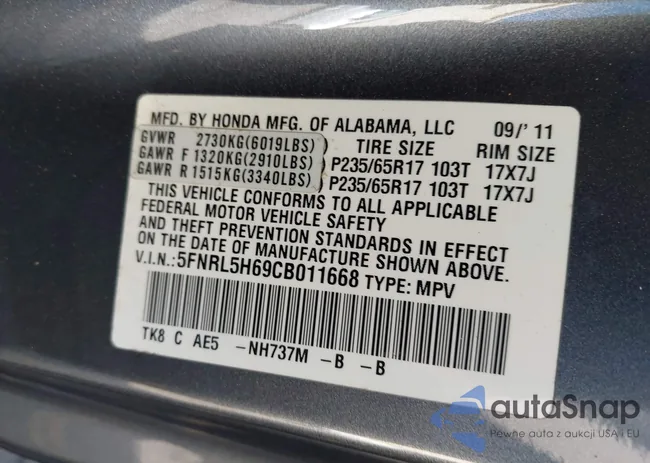 MFD. BY HONDA MFG. OF ALABAMA, LLC 09/'11
GVWR 2730KG(6019LBS) TIRE SIZE RIM SIZE
GAWR F 1320KG(2910LBS) P235/65R17 103T 17X7J
GAWR R 1515KG(3340LBS) P235/65R17 103T 17X7J
THIS VEHICLE CONFORMS TO ALL APPLICABLE
FEDERAL MOTOR VEHICLE SAFETY
AND THEFT PREVENTION STANDARDS IN EFFECT
ON THE DATE OF MANUFACTURE SHOWN ABOVE.
V.I.N.:5FNRL5H69CB011668 TYPE: MPV
TK8 C AE5 -NH737M -B -B
autaSnap
Pewne auta z aukcji USA i EU